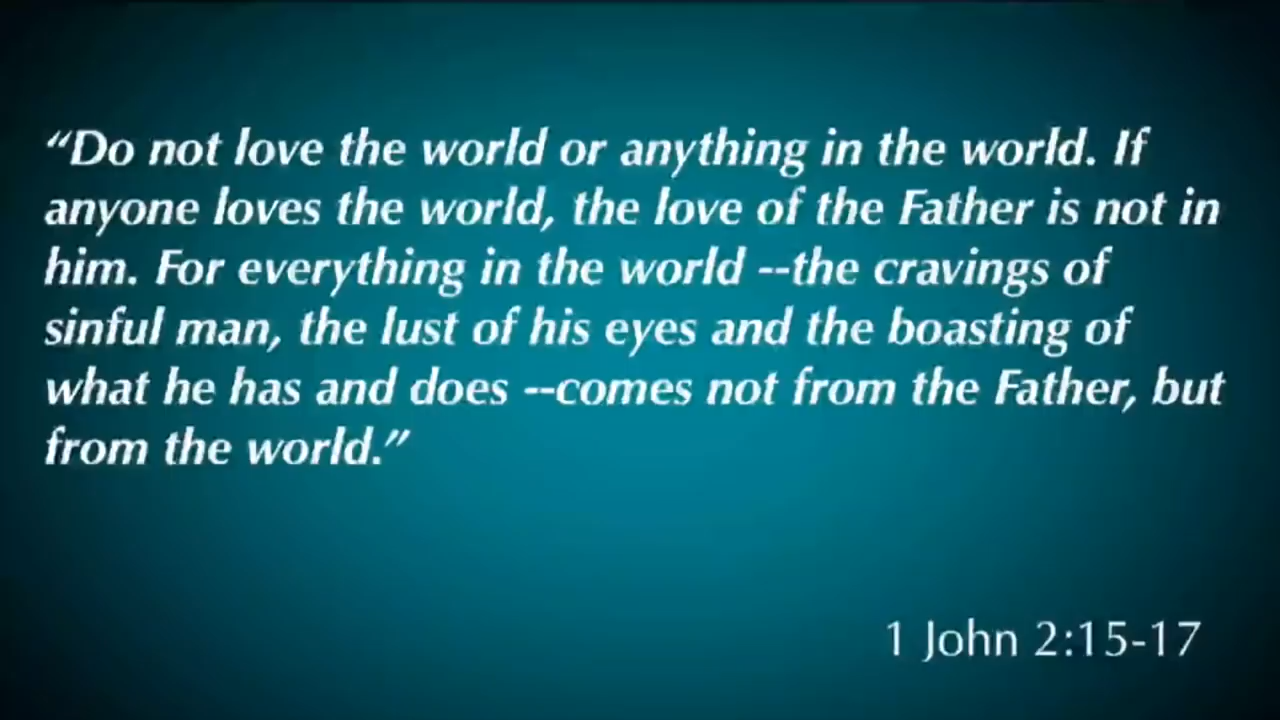 “Do not love the world or anything in the world. If
anyone loves the world, the love of the Father is not in
him. For everything in the world --the cravings of
sinful man, the lust of his eyes and the boasting of
what he has and does --comes not from the Father, but
from the world.”
1 John 2:15-17